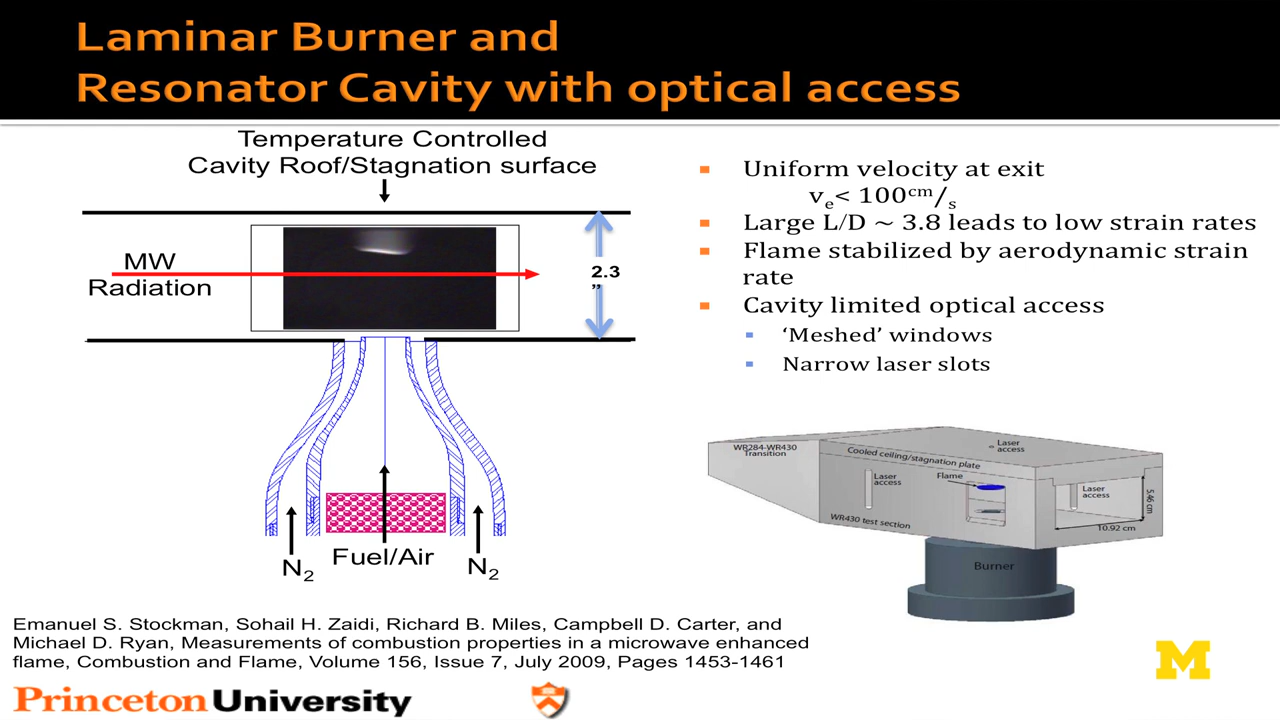 Laminar Burner and
Resonator Cavity with optical access
Temperature Controlled
Cavity Roof/Stagnation surface
MW
Radiation
2.3
”
Fuel/Air
N2
N2
Uniform velocity at exit
ve< 100cm/s
Large L/D ~ 3.8 leads to low strain rates
Flame stabilized by aerodynamic strain
rate
Cavity limited optical access
‘Meshed’ windows
Narrow laser slots
WR284-WR430
Transition
Cooled ceiling/stagnation plate
Laser
access
Laser
access
Flame
Laser
access
5.46 cm
10.92 cm
WR430 test section
Burner
Emanuel S. Stockman, Sohail H. Zaidi, Richard B. Miles, Campbell D. Carter, and
Michael D. Ryan, Measurements of combustion properties in a microwave enhanced
flame, Combustion and Flame, Volume 156, Issue 7, July 2009, Pages 1453-1461
Princeton University
M